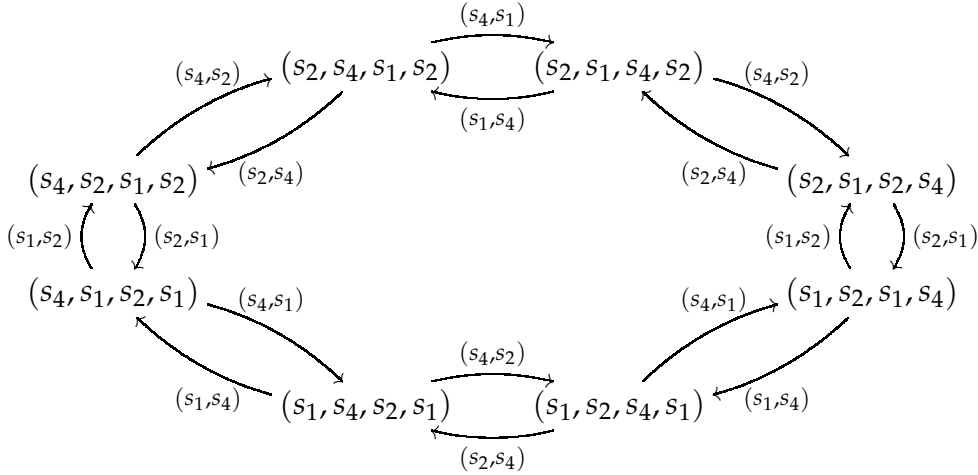 (s₄,s₁)
(s₂, s₄, s₁, s₂) (s₂, s₁, s₄, s₂)
(s₄,s₂) (s₄,s₂)
(s₁,s₄)
(s₂,s₄) (s₂,s₄)
(s₄, s₂, s₁, s₂) (s₂, s₁, s₂, s₄)
(s₁,s₂) (s₂,s₁) (s₁,s₂) (s₂,s₁)
(s₄, s₁, s₂, s₁) (s₁, s₂, s₁, s₄)
(s₄,s₁) (s₄,s₁)
(s₄,s₂)
(s₁,s₄) (s₁,s₄)
(s₁, s₄, s₂, s₁) (s₁, s₂, s₄, s₁)
(s₂,s₄)